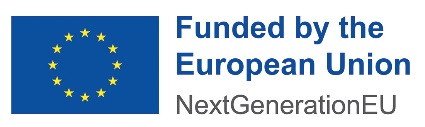 Funded by the
European Union
NextGenerationEU